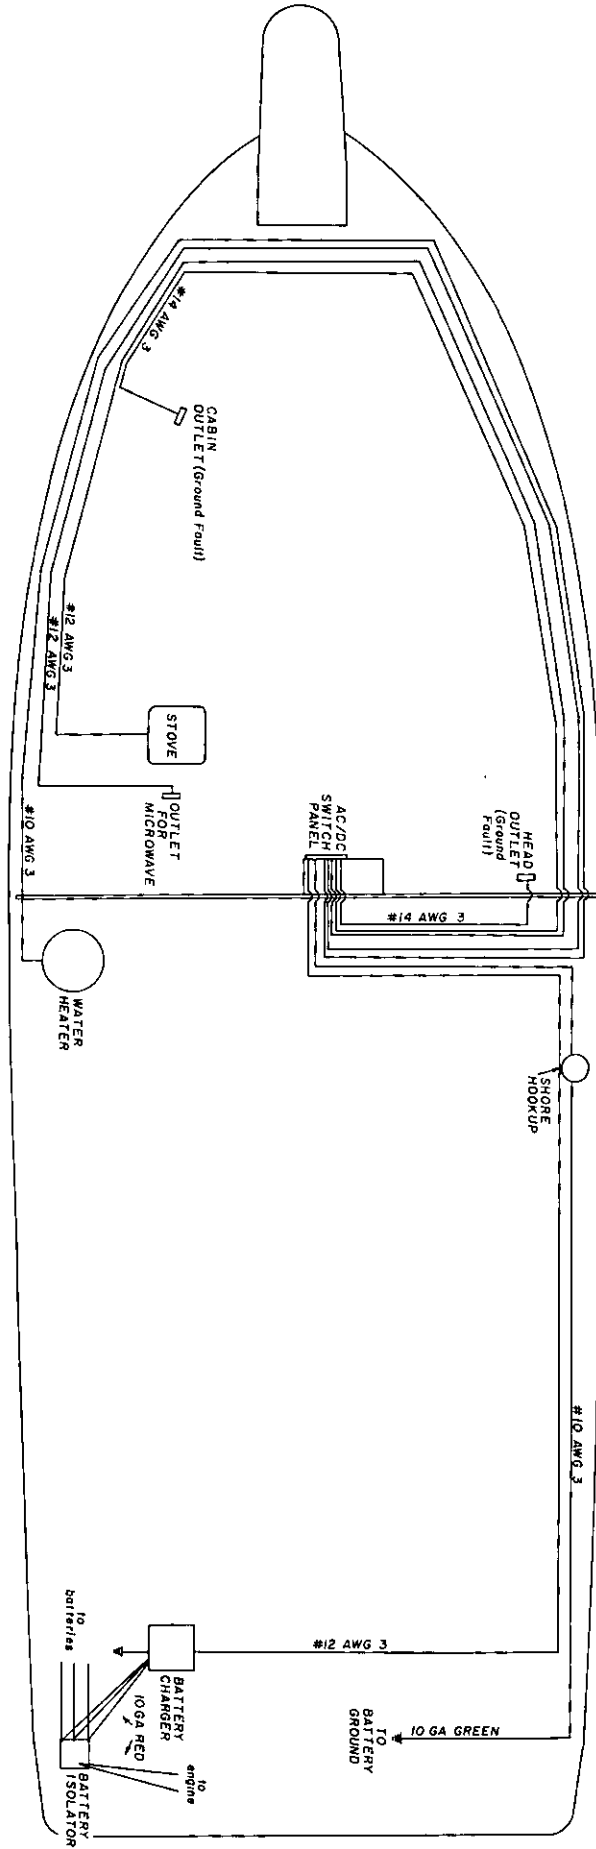 #14 AWG 3
CABIN
OUTLET (Ground Fault)
#12 AWG 3
#12 AWG 3
STOVE
OUTLET
FOR
MICROWAVE
AC/DC
SWITCH
PANEL
HEAD
OUTLET
(Ground
Fault)
#10 AWG 3
#14 AWG 3
WATER
HEATER
SHORE
HOOKUP
#10 AWG 3
to
batteries
#12 AWG 3
BATTERY
CHARGER
10 GA RED
TO
BATTERY
GROUND
10 GA GREEN
to
engine
BATTERY
ISOLATOR